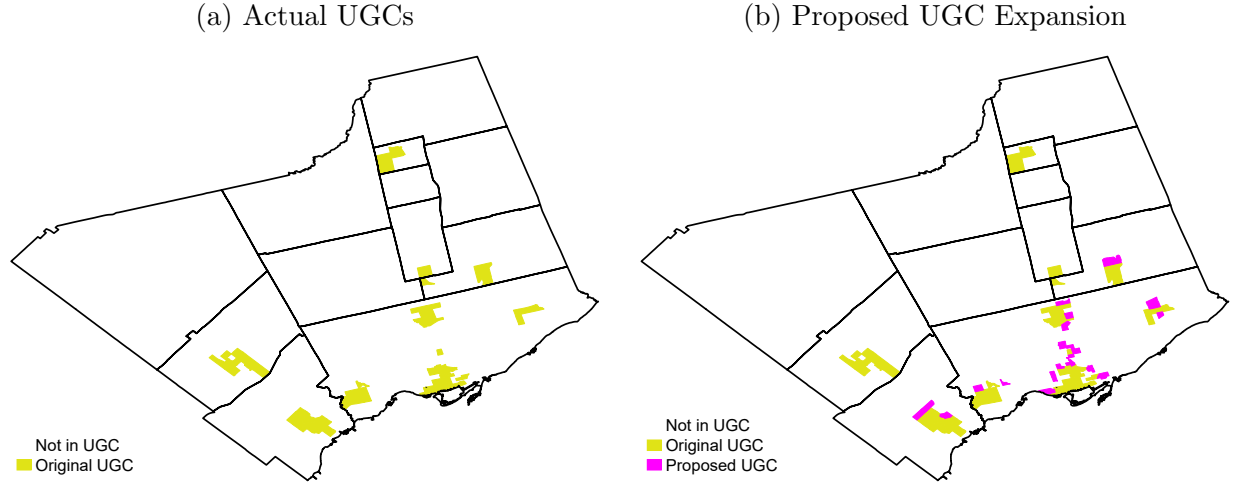 (a) Actual UGCs
(b) Proposed UGC Expansion
Not in UGC
Original UGC
Not in UGC
Original UGC
Proposed UGC